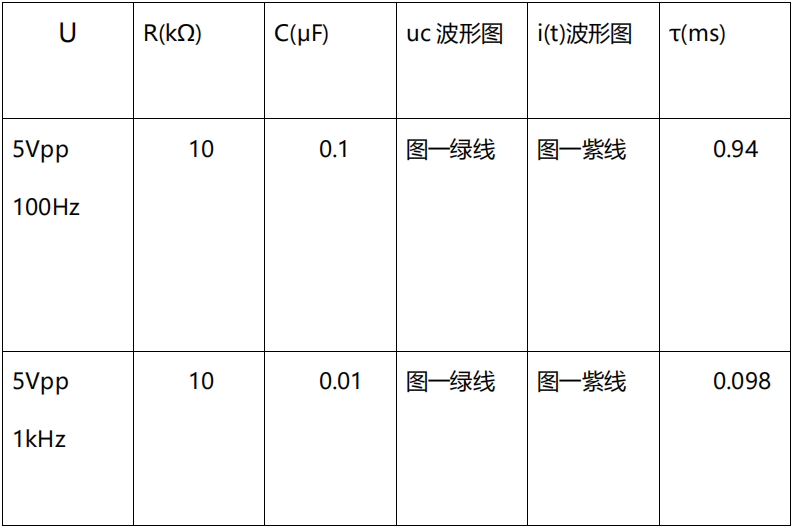 U R(kΩ) C(μF) uc 波形图 i(t)波形图 τ(ms)
5Vpp 10 0.1 图一绿线 图一紫线 0.94
100Hz
5Vpp 10 0.01 图一绿线 图一紫线 0.098
1kHz